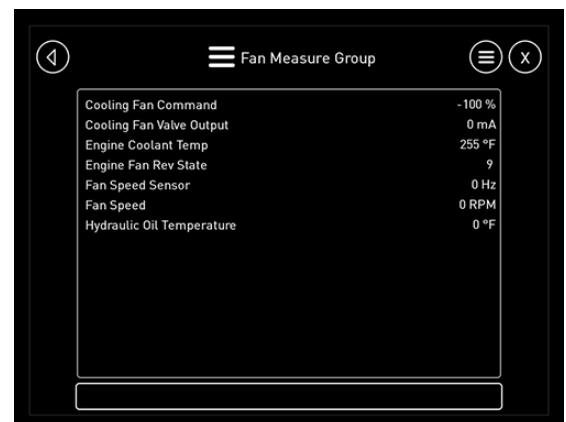 Fan Measure Group
X
Cooling Fan Command -100 %
Cooling Fan Valve Output 0 mA
Engine Coolant Temp 255 °F
Engine Fan Rev State 9
Fan Speed Sensor 0 Hz
Fan Speed 0 RPM
Hydraulic Oil Temperature 0 °F